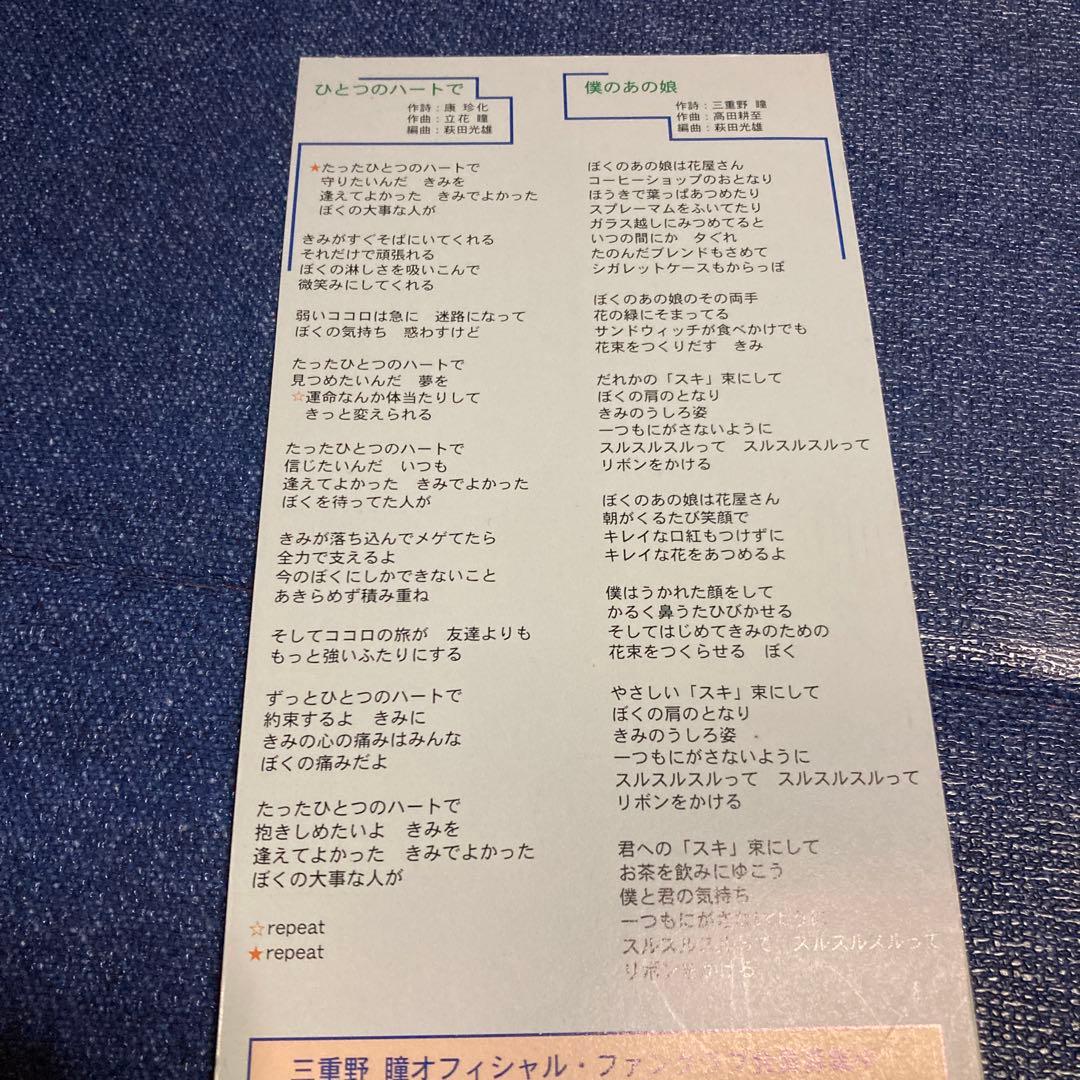 ひとつのハートで
作詩：康 珍化
作曲：立花 瞳
編曲：萩田光雄
★たったひとつのハートで
守りたいんだ　きみを
逢えてよかった　きみでよかった
ぼくの大事な人が
きみがすぐそばにいてくれる
それだけで頑張れる
ぼくの淋しさを吸いこんで
微笑みにしてくれる
弱いココロは急に　迷路になって
ぼくの気持ち　惑わすけど
たったひとつのハートで
見つめたいんだ　夢を
☆運命なんか体当たりして
きっと変えられる
たったひとつのハートで
信じたいんだ　いつも
逢えてよかった　きみでよかった
ぼくを待ってた人が
きみが落ち込んでメゲてたら
全力で支えるよ
今のぼくにしかできないこと
あきらめず積み重ね
そしてココロの旅が　友達よりも
もっと強いふたりにする
ずっとひとつのハートで
約束するよ　きみに
きみの心の痛みはみんな
ぼくの痛みだよ
たったひとつのハートで
抱きしめたいよ　きみを
逢えてよかった　きみでよかった
ぼくの大事な人が
☆repeat
★repeat
僕のあの娘
作詩：三重野 瞳
作曲：高田耕至
編曲：萩田光雄
ぼくのあの娘は花屋さん
コーヒーショップのおとなり
ほうきで葉っぱあつめたり
スプレーマムをふいてたり
ガラス越しにみつめてると
いつの間にか　夕ぐれ
たのんだブレンドもさめて
シガレットケースもからっぽ
ぼくのあの娘のその両手
花の緑にそまってる
サンドウィッチが食べかけでも
花束をつくりだす　きみ
だれかの「スキ」束にして
ぼくの肩のとなり
きみのうしろ姿
一つもにがさないように
スルスルスルって　スルスルスルって
リボンをかける
ぼくのあの娘は花屋さん
朝がくるたび笑顔で
キレイな口紅もつけずに
キレイな花をあつめるよ
僕はうかれた顔をして
かるく鼻うたひびかせる
そしてはじめてきみのための
花束をつくらせる　ぼく
やさしい「スキ」束にして
ぼくの肩のとなり
きみのうしろ姿
一つもにがさないように
スルスルスルって　スルスルスルって
リボンをかける
君への「スキ」束にして
お茶を飲みにゆこう
僕と君の気持ち
一つもにがさないように
スルスルスルって　スルスルスルって
リボンをかける
三重野 瞳オフィシャル・ファンクラブ